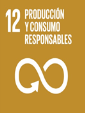 12 PRODUCCIÓN
Y CONSUMO
RESPONSABLES